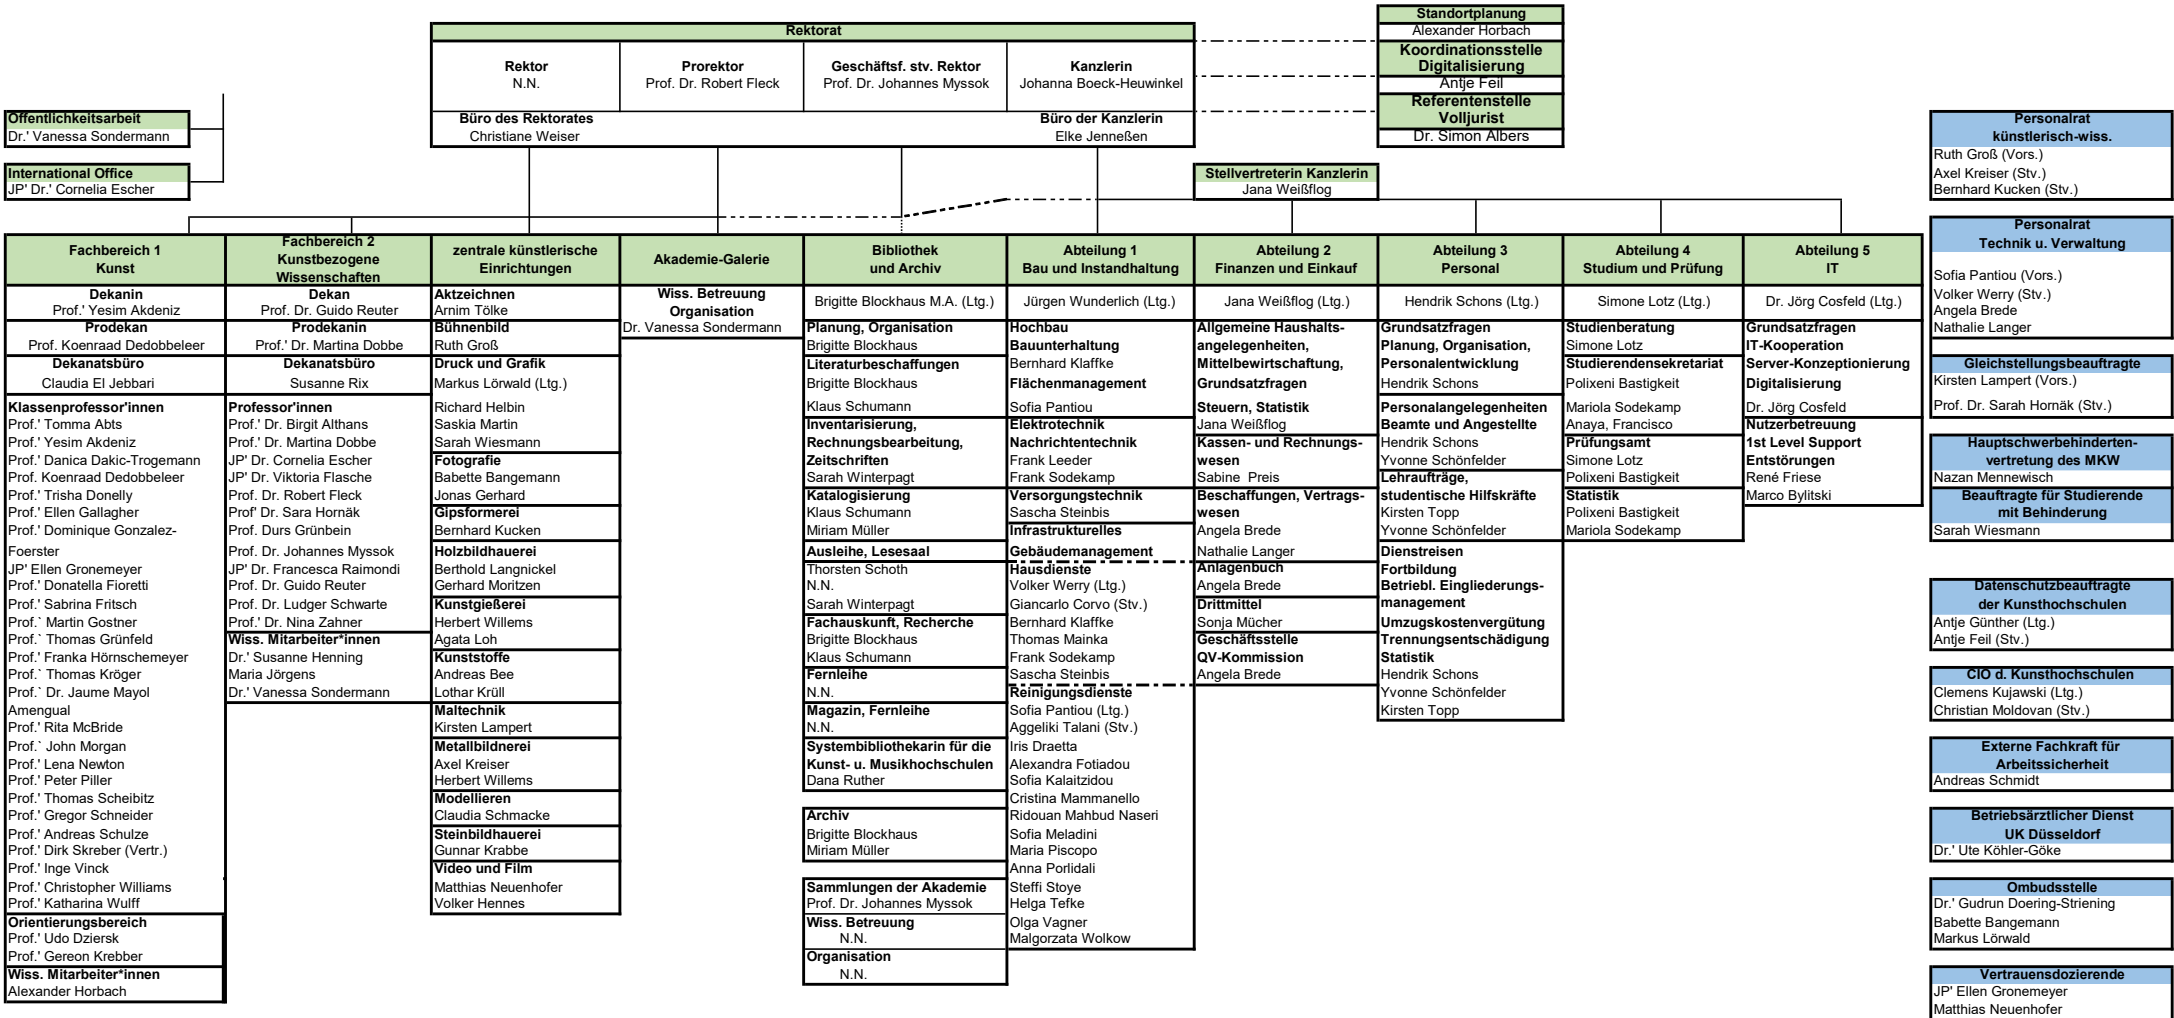 Rektorat
Rektor
N.N.
Prorektor
Prof. Dr. Robert Fleck
Geschäftsf. stv. Rektor
Prof. Dr. Johannes Myssok
Kanzlerin
Johanna Boeck-Heuwinkel
Büro des Rektorates
Christiane Weiser
Büro der Kanzlerin
Elke Jenneßen
Standortplanung
Alexander Horbach
Koordinationsstelle
Digitalisierung
Antje Feil
Referentenstelle
Volljurist
Dr. Simon Albers
Öffentlichkeitsarbeit
Dr.' Vanessa Sondermann
International Office
JP' Dr.' Cornelia Escher
Stellvertreterin Kanzlerin
Jana Weißflog
Fachbereich 1
Kunst
Dekanin
Prof.' Yesim Akdeniz
Prodekan
Prof. Koenraad Dedobbeleer
Dekanatsbüro
Claudia El Jebbari
Klassenprofessor'innen
Prof.' Tomma Abts
Prof.' Yesim Akdeniz
Prof.' Danica Dakic-Trogemann
Prof. Koenraad Dedobbeleer
Prof.' Trisha Donelly
Prof.' Ellen Gallagher
Prof.' Dominique Gonzalez-
Foerster
JP' Ellen Gronemeyer
Prof.' Donatella Fioretti
Prof.' Sabrina Fritsch
Prof.` Martin Gostner
Prof.` Thomas Grünfeld
Prof.' Franka Hörnschemeyer
Prof.` Thomas Kröger
Prof.` Dr. Jaume Mayol
Amengual
Prof.' Rita McBride
Prof.` John Morgan
Prof.' Lena Newton
Prof.' Peter Piller
Prof.' Thomas Scheibitz
Prof.' Gregor Schneider
Prof.' Andreas Schulze
Prof.' Dirk Skreber (Vertr.)
Prof.' Inge Vinck
Prof.' Christopher Williams
Prof.' Katharina Wulff
Orientierungsbereich
Prof.' Udo Dziersk
Prof.' Gereon Krebber
Wiss. Mitarbeiter*innen
Alexander Horbach
Fachbereich 2
Kunstbezogene
Wissenschaften
Dekan
Prof. Dr. Guido Reuter
Prodekanin
Prof.' Dr. Martina Dobbe
Dekanatsbüro
Susanne Rix
Professor'innen
Prof.' Dr. Birgit Althans
Prof.' Dr. Martina Dobbe
JP' Dr. Cornelia Escher
JP' Dr. Viktoria Flasche
Prof. Dr. Robert Fleck
Prof' Dr. Sara Hornäk
Prof. Durs Grünbein
Prof. Dr. Johannes Myssok
JP' Dr. Francesca Raimondi
Prof. Dr. Guido Reuter
Prof. Dr. Ludger Schwarte
Prof.' Dr. Nina Zahner
Wiss. Mitarbeiter*innen
Dr.' Susanne Henning
Maria Jörgens
Dr.' Vanessa Sondermann
zentrale künstlerische
Einrichtungen
Aktzeichnen
Arnim Tölke
Bühnenbild
Ruth Groß
Druck und Grafik
Markus Lörwald (Ltg.)
Richard Helbin
Saskia Martin
Sarah Wiesmann
Fotografie
Babette Bangemann
Jonas Gerhard
Gipsformerei
Bernhard Kucken
Holzbildhauerei
Berthold Langnickel
Gerhard Moritzen
Kunstgießerei
Herbert Willems
Agata Loh
Kunststoffe
Andreas Bee
Lothar Krüll
Maltechnik
Kirsten Lampert
Metallbildnerei
Axel Kreiser
Herbert Willems
Modellieren
Claudia Schmacke
Steinbildhauerei
Gunnar Krabbe
Video und Film
Matthias Neuenhofer
Volker Hennes
Akademie-Galerie
Wiss. Betreuung
Organisation
Dr. Vanessa Sondermann
Bibliothek
und Archiv
Brigitte Blockhaus M.A. (Ltg.)
Planung, Organisation
Brigitte Blockhaus
Literaturbeschaffungen
Brigitte Blockhaus
Klaus Schumann
Inventarisierung,
Rechnungsbearbeitung,
Zeitschriften
Sarah Winterpagt
Katalogisierung
Klaus Schumann
Miriam Müller
Ausleihe, Lesesaal
Thorsten Schoth
N.N.
Sarah Winterpagt
Fachauskunft, Recherche
Brigitte Blockhaus
Klaus Schumann
Fernleihe
N.N.
Magazin, Fernleihe
N.N.
Systembibliothekarin für die
Kunst- u. Musikhochschulen
Dana Ruther
Archiv
Brigitte Blockhaus
Miriam Müller
Sammlungen der Akademie
Prof. Dr. Johannes Myssok
Wiss. Betreuung
N.N.
Organisation
N.N.
Abteilung 1
Bau und Instandhaltung
Jürgen Wunderlich (Ltg.)
Hochbau
Bauunterhaltung
Bernhard Klaffke
Flächenmanagement
Sofia Pantiou
Elektrotechnik
Nachrichtentechnik
Frank Leeder
Frank Sodekamp
Versorgungstechnik
Sascha Steinbis
Infrastrukturelles
Gebäudemanagement
Hausdienste
Volker Werry (Ltg.)
Giancarlo Corvo (Stv.)
Bernhard Klaffke
Thomas Mainka
Frank Sodekamp
Sascha Steinbis
Reinigungsdienste
Sofia Pantiou (Ltg.)
Aggeliki Talani (Stv.)
Iris Draetta
Alexandra Fotiadou
Sofia Kalaitzidou
Cristina Mammanello
Ridouan Mahbud Naseri
Sofia Meladini
Maria Piscopo
Anna Porlidali
Steffi Stoye
Helga Tefke
Olga Vagner
Malgorzata Wolkow
Abteilung 2
Finanzen und Einkauf
Jana Weißflog (Ltg.)
Allgemeine Haushalts-
angelegenheiten,
Mittelbewirtschaftung,
Grundsatzfragen
Steuern, Statistik
Jana Weißflog
Kassen- und Rechnungs-
wesen
Sabine Preis
Beschaffungen, Vertrags-
wesen
Angela Brede
Nathalie Langer
Anlagenbuch
Angela Brede
Drittmittel
Sonja Mücher
Geschäftsstelle
QV-Kommission
Angela Brede
Abteilung 3
Personal
Hendrik Schons (Ltg.)
Grundsatzfragen
Planung, Organisation,
Personalentwicklung
Hendrik Schons
Personalangelegenheiten
Beamte und Angestellte
Hendrik Schons
Yvonne Schönfelder
Lehraufträge,
studentische Hilfskräfte
Kirsten Topp
Yvonne Schönfelder
Dienstreisen
Fortbildung
Betriebl. Eingliederungs-
management
Umzugskostenvergütung
Trennungsentschädigung
Statistik
Hendrik Schons
Yvonne Schönfelder
Kirsten Topp
Abteilung 4
Studium und Prüfung
Simone Lotz (Ltg.)
Studienberatung
Simone Lotz
Studierendensekretariat
Polixeni Bastigkeit
Mariola Sodekamp
Anaya, Francisco
Prüfungsamt
Simone Lotz
Polixeni Bastigkeit
Statistik
Polixeni Bastigkeit
Mariola Sodekamp
Abteilung 5
IT
Dr. Jörg Cosfeld (Ltg.)
Grundsatzfragen
IT-Kooperation
Server-Konzeptionierung
Digitalisierung
Dr. Jörg Cosfeld
Nutzerbetreuung
1st Level Support
Entstörungen
René Friese
Marco Bylitski
Personalrat
künstlerisch-wiss.
Ruth Groß (Vors.)
Axel Kreiser (Stv.)
Bernhard Kucken (Stv.)
Personalrat
Technik u. Verwaltung
Sofia Pantiou (Vors.)
Volker Werry (Stv.)
Angela Brede
Nathalie Langer
Gleichstellungsbeauftragte
Kirsten Lampert (Vors.)
Prof. Dr. Sarah Hornäk (Stv.)
Hauptschwerbehinderten-
vertretung des MKW
Nazan Mennewisch
Beauftragte für Studierende
mit Behinderung
Sarah Wiesmann
Datenschutzbeauftragte
der Kunsthochschulen
Antje Günther (Ltg.)
Antje Feil (Stv.)
CIO d. Kunsthochschulen
Clemens Kujawski (Ltg.)
Christian Moldovan (Stv.)
Externe Fachkraft für
Arbeitssicherheit
Andreas Schmidt
Betriebsärztlicher Dienst
UK Düsseldorf
Dr.' Ute Köhler-Göke
Ombudsstelle
Dr.' Gudrun Doering-Striening
Babette Bangemann
Markus Lörwald
Vertrauensdozierende
JP' Ellen Gronemeyer
Matthias Neuenhofer